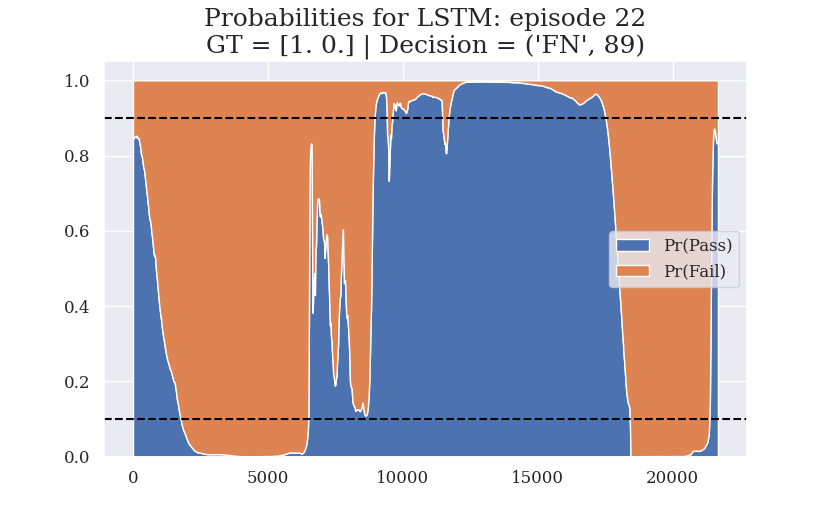 Probabilities for LSTM: episode 22
GT = [1. 0.] | Decision = ('FN', 89)
1.0
0.8
0.6
0.4
0.2
0.0
Pr(Pass)
Pr(Fail)
0
5000
10000
15000
20000